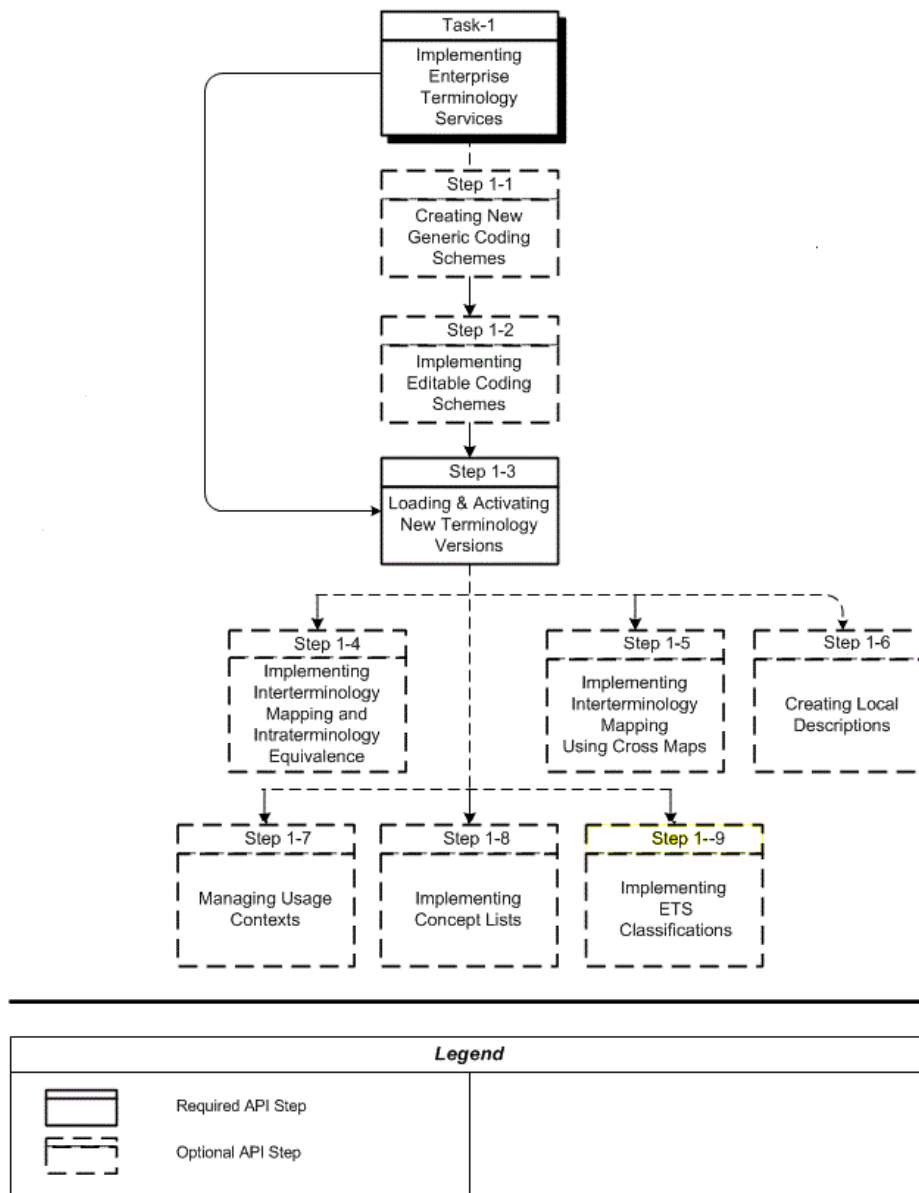 Task-1
Implementing
Enterprise
Terminology
Services
Step 1-1
Creating New
Generic Coding
Schemes
Step 1-2
Implementing
Editable Coding
Schemes
Step 1-3
Loading & Activating
New Terminology
Versions
Step 1-4
Implementing
Interterminology
Mapping and
Intraterminology
Equivalence
Step 1-5
Implementing
Interterminology
Mapping
Using Cross Maps
Step 1-6
Creating Local
Descriptions
Step 1-7
Managing Usage
Contexts
Step 1-8
Implementing
Concept Lists
Step 1--9
Implementing
ETS
Classifications
Legend
Required API Step
Optional API Step